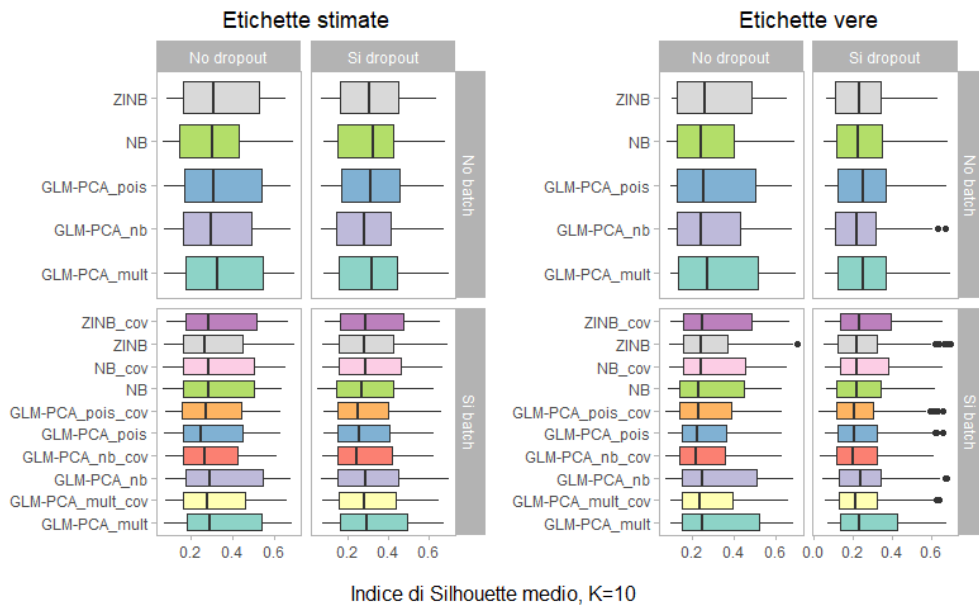 Etichette stimate
Etichette vere
No dropout
Si dropout
No dropout
Si dropout
ZINB
NB
GLM-PCA_pois
GLM-PCA_nb
GLM-PCA_mult
No batch
ZINB
NB
GLM-PCA_pois
GLM-PCA_nb
GLM-PCA_mult
No batch
ZINB_cov
ZINB
NB_cov
NB
GLM-PCA_pois_cov
GLM-PCA_pois
GLM-PCA_nb_cov
GLM-PCA_nb
GLM-PCA_mult_cov
GLM-PCA_mult
Si batch
ZINB_cov
ZINB
NB_cov
NB
GLM-PCA_pois_cov
GLM-PCA_pois
GLM-PCA_nb_cov
GLM-PCA_nb
GLM-PCA_mult_cov
GLM-PCA_mult
Si batch
0.2 0.4 0.6
0.2 0.4 0.6
0.2 0.4 0.6
0.0 0.2 0.4 0.6
Indice di Silhouette medio, K=10